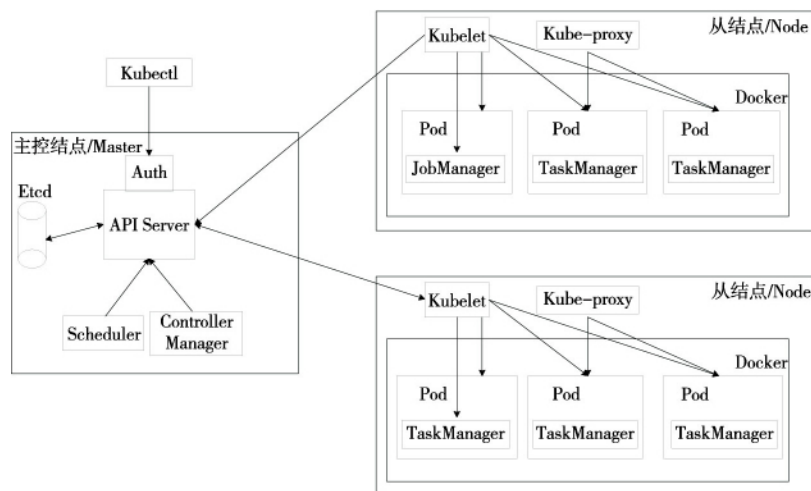 Kubectl
主控结点/Master
Auth
Etcd
API Server
Scheduler
Controller
Manager
从结点/Node
Kubelet
Kube-proxy
Docker
Pod
JobManager
Pod
TaskManager
Pod
TaskManager
从结点/Node
Kubelet
Kube-proxy
Docker
Pod
TaskManager
Pod
TaskManager
Pod
TaskManager